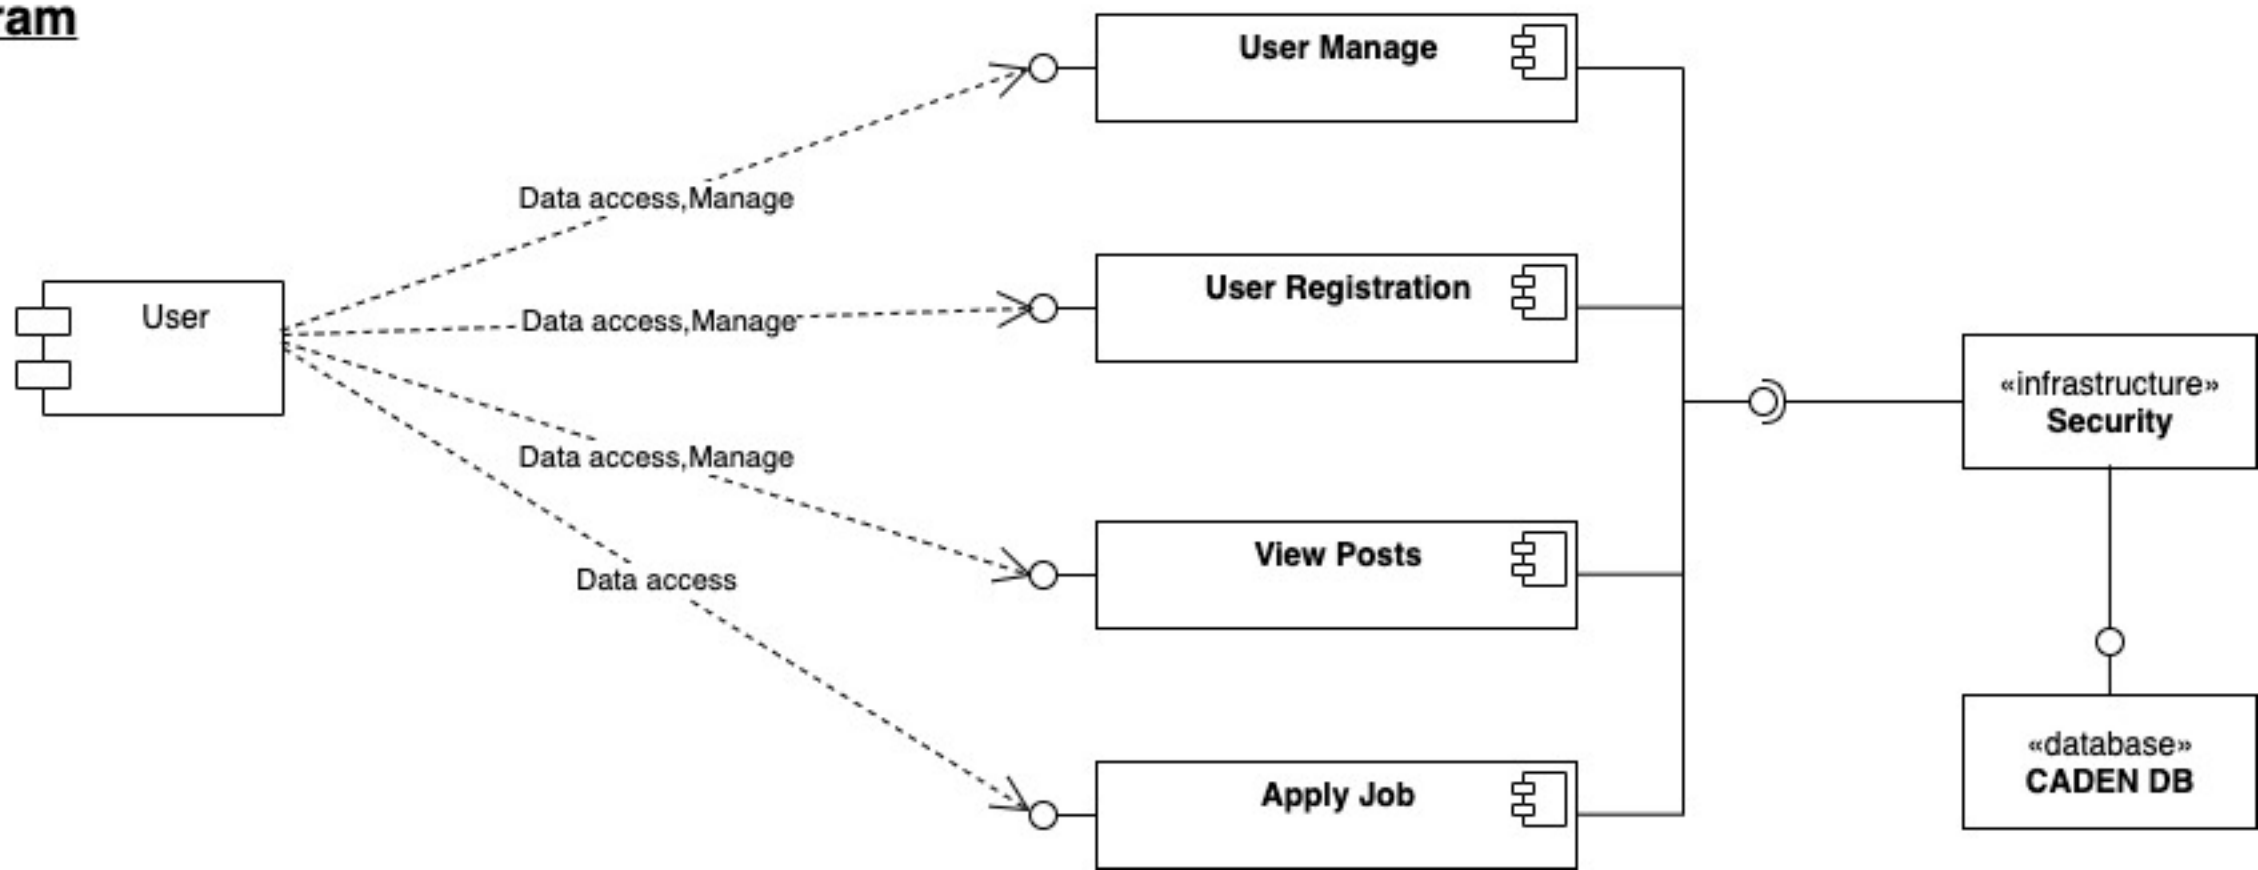 ram
User Manage
Data access,Manage
User Registration
User
Data access,Manage
«infrastructure»
Security
Data access,Manage
View Posts
Data access
«database»
CADEN DB
Apply Job